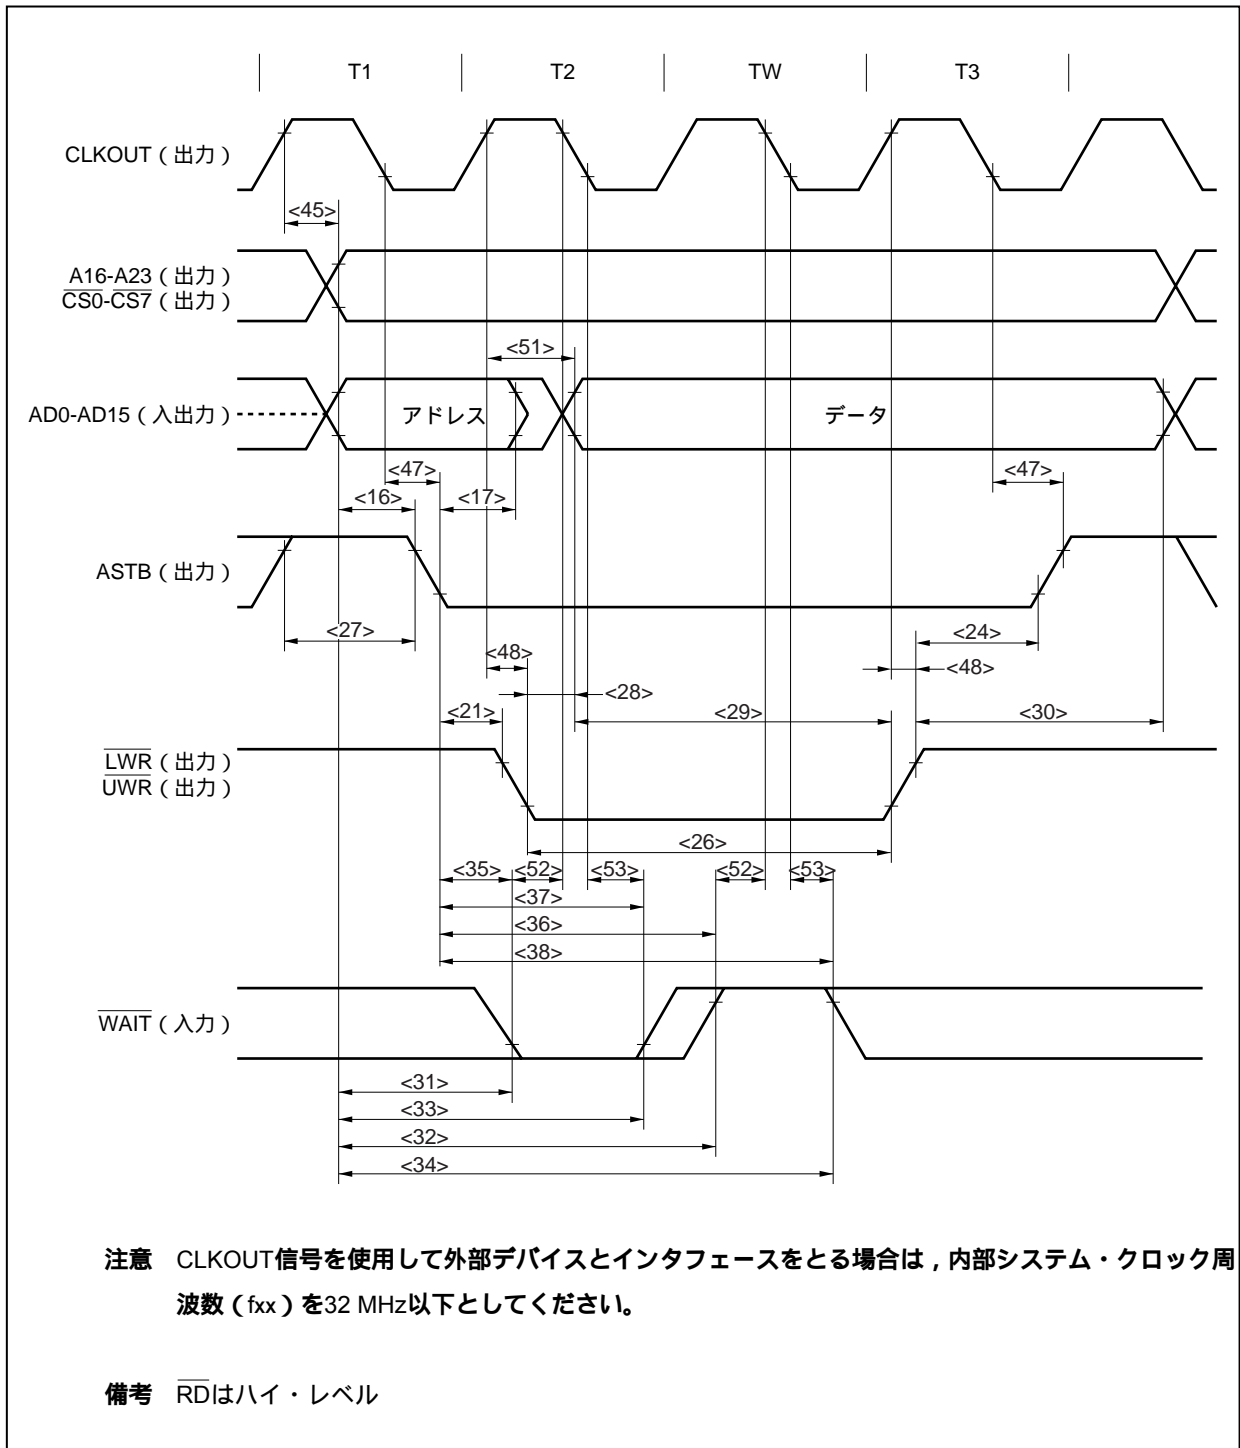 T1 T2 TW T3
CLKOUT（出力）
<45>
A16-A23（出力）
CS0-CS7（出力）
<51>
AD0-AD15（入出力） アドレス データ
<47> <47>
<16> <17>
ASTB（出力）
<27> <24>
<48> <48>
<28>
<21> <29> <30>
LWR（出力）
UWR（出力）
<26>
<35> <52> <53> <52> <53>
<37>
<36>
<38>
WAIT（入力）
<31>
<33>
<32>
<34>
注意 CLKOUT信号を使用して外部デバイスとインタフェースをとる場合は，内部システム・クロック周
波数（fxx）を32 MHz以下としてください。
備考 RDはハイ・レベル